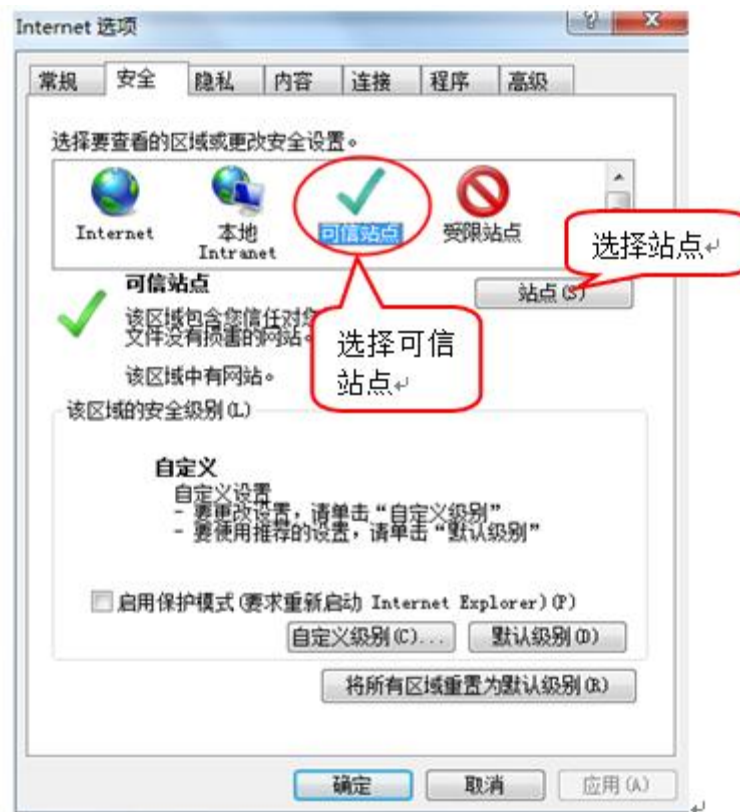 Internet 选项
常规 安全 隐私 内容 连接 程序 高级
选择要查看的区域或更改安全设置。
Internet 本地 Intranet 可信站点 受限站点
选择站点
可信站点
站点(S)
该区域包含您信任对您
文件没有损害的网站。
选择可信
站点
该区域中有网站。
该区域的安全级别(L)
自定义
自定义设置
- 要更改设置，请单击“自定义级别”
- 要使用推荐的设置，请单击“默认级别”
启用保护模式(要求重新启动 Internet Explorer)(P)
自定义级别(C)... 默认级别(D)
将所有区域重置为默认级别(R)
确定 取消 应用(A)